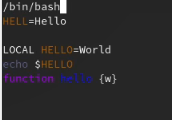 /bin/bash
HELL=Hello
LOCAL HELLO=World
echo $HELLO
function hello {w}